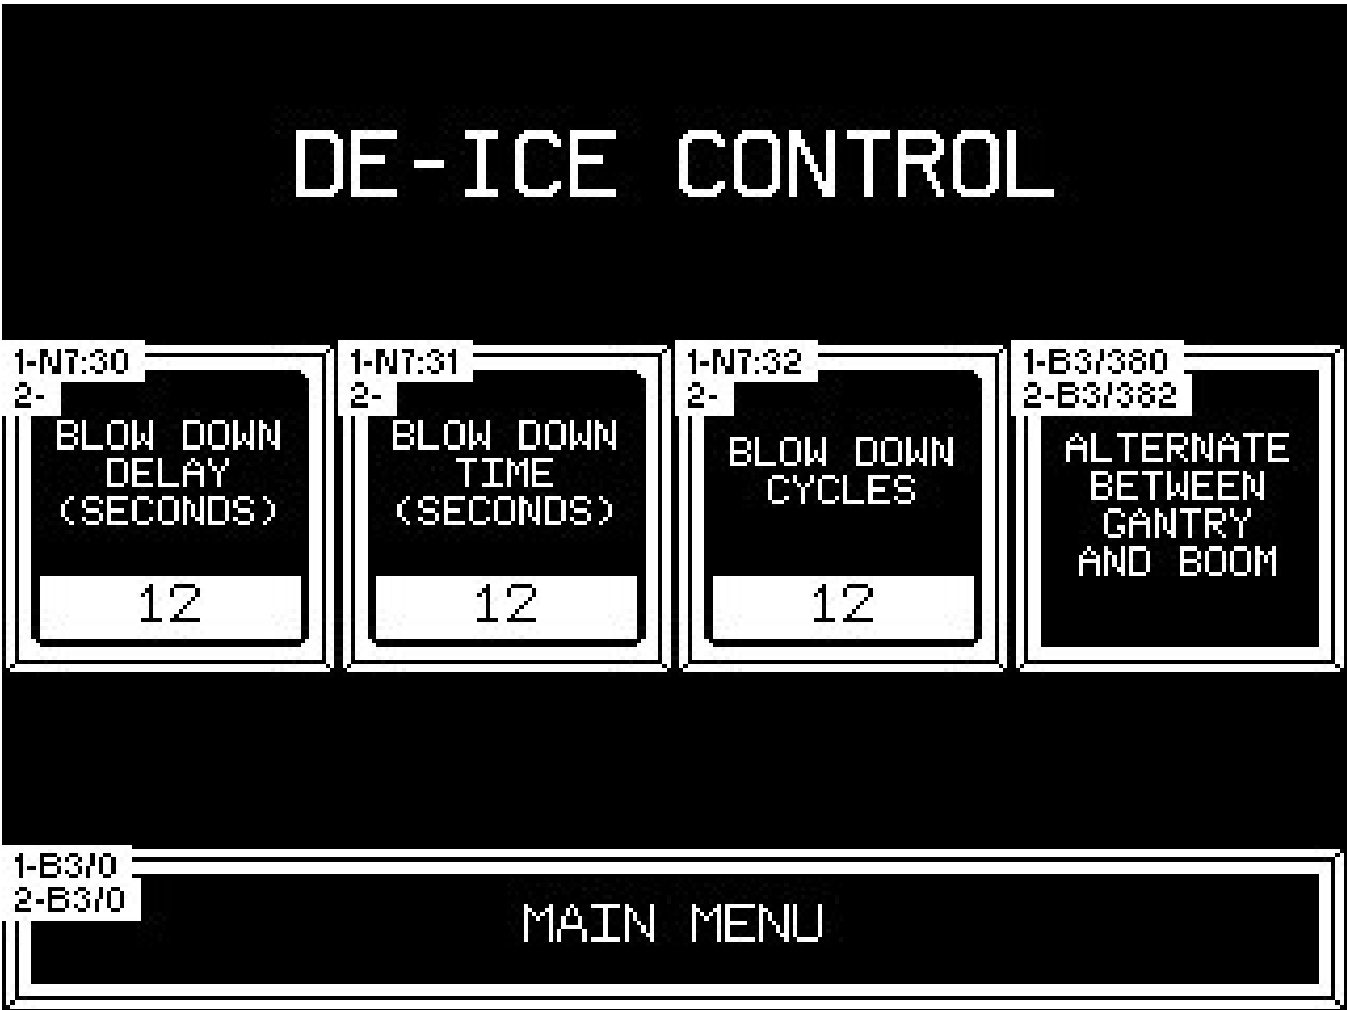 DE-ICE CONTROL
1-N7:30
2-
BLOW DOWN
DELAY
(SECONDS)
12
1-N7:31
2-
BLOW DOWN
TIME
(SECONDS)
12
1-N7:32
2-
BLOW DOWN
CYCLES
12
1-B3/380
2-B3/382
ALTERNATE
BETWEEN
GANTRY
AND BOOM
1-B3/0
2-B3/0
MAIN MENU